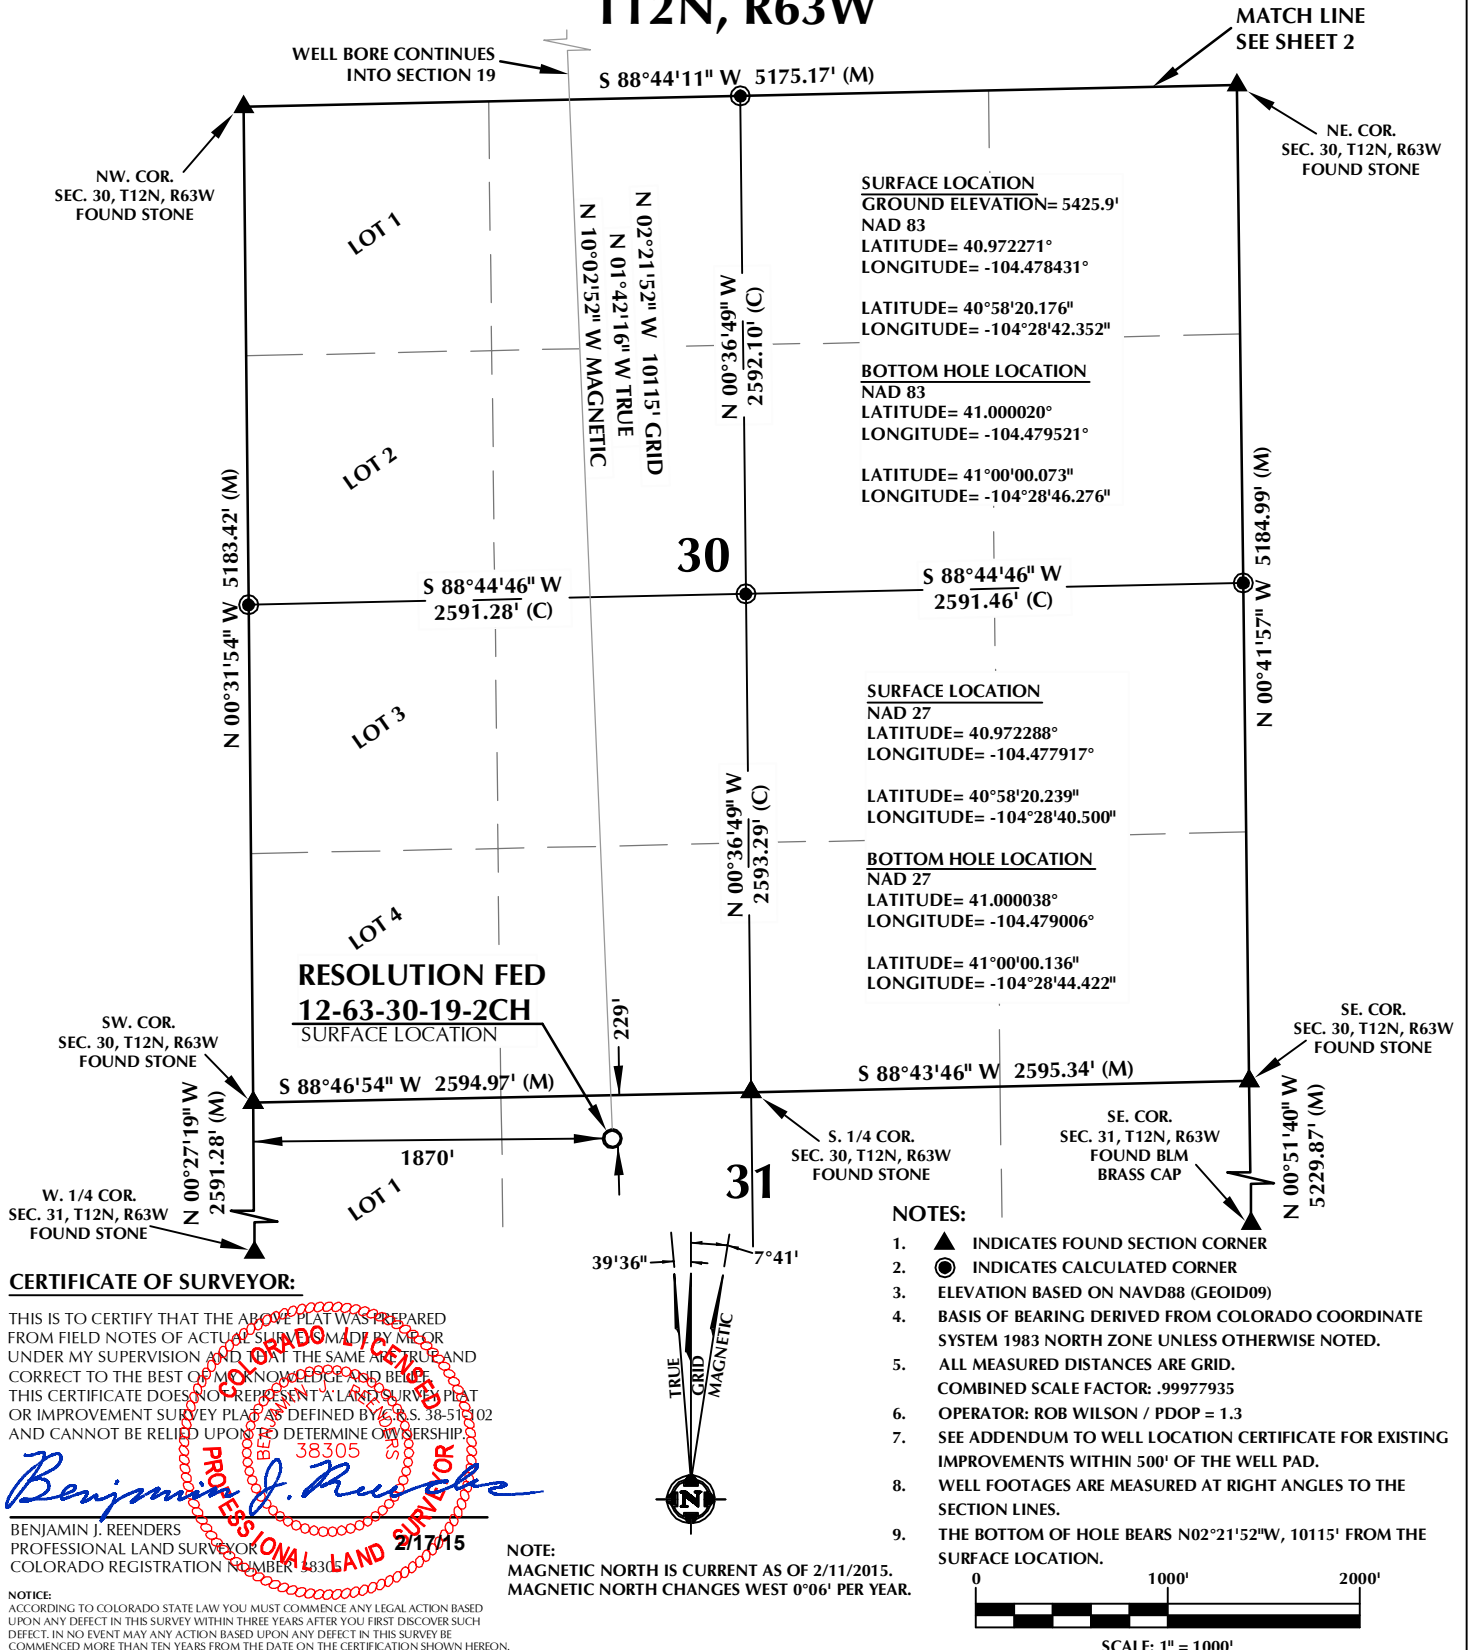 T12N, R63W
MATCH LINE
SEE SHEET 2
WELL BORE CONTINUES
INTO SECTION 19
S 88°44'11" W 5175.17' (M)
NW. COR.
SEC. 30, T12N, R63W
FOUND STONE
NE. COR.
SEC. 30, T12N, R63W
FOUND STONE
LOT 1
N 02°21'52" W 10115' GRID
N 01°42'16" W TRUE
N 10°02'52" W MAGNETIC
N 00°36'49" W
2592.10' (C)
SURFACE LOCATION
GROUND ELEVATION= 5425.9'
NAD 83
LATITUDE= 40.972271°
LONGITUDE= -104.478431°
LATITUDE= 40°58'20.176"
LONGITUDE= -104°28'42.352"
BOTTOM HOLE LOCATION
NAD 83
LATITUDE= 41.000020°
LONGITUDE= -104.479521°
LATITUDE= 41°00'00.073"
LONGITUDE= -104°28'46.276"
LOT 2
N 00°31'54" W 5183.42' (M)
30
N 00°41'57" W 5184.99' (M)
S 88°44'46" W
2591.28' (C)
S 88°44'46" W
2591.46' (C)
LOT 3
N 00°36'49" W
2593.29' (C)
SURFACE LOCATION
NAD 27
LATITUDE= 40.972288°
LONGITUDE= -104.477917°
LATITUDE= 40°58'20.239"
LONGITUDE= -104°28'40.500"
BOTTOM HOLE LOCATION
NAD 27
LATITUDE= 41.000038°
LONGITUDE= -104.479006°
LATITUDE= 41°00'00.136"
LONGITUDE= -104°28'44.422"
LOT 4
RESOLUTION FED
12-63-30-19-2CH
SURFACE LOCATION
229'
SW. COR.
SEC. 30, T12N, R63W
FOUND STONE
SE. COR.
SEC. 30, T12N, R63W
FOUND STONE
S 88°46'54" W 2594.97' (M)
S 88°43'46" W 2595.34' (M)
N 00°27'19" W
2591.28' (M)
1870'
S. 1/4 COR.
SEC. 30, T12N, R63W
FOUND STONE
SE. COR.
SEC. 31, T12N, R63W
FOUND BLM
BRASS CAP
N 00°51'40" W
5229.87' (M)
31
LOT 1
W. 1/4 COR.
SEC. 31, T12N, R63W
FOUND STONE
39'36"
7°41'
TRUE
GRID
MAGNETIC
N
NOTES:
1. INDICATES FOUND SECTION CORNER
2. INDICATES CALCULATED CORNER
3. ELEVATION BASED ON NAVD88 (GEOID09)
4. BASIS OF BEARING DERIVED FROM COLORADO COORDINATE
SYSTEM 1983 NORTH ZONE UNLESS OTHERWISE NOTED.
5. ALL MEASURED DISTANCES ARE GRID.
COMBINED SCALE FACTOR: .99977935
6. OPERATOR: ROB WILSON / PDOP = 1.3
7. SEE ADDENDUM TO WELL LOCATION CERTIFICATE FOR EXISTING
IMPROVEMENTS WITHIN 500' OF THE WELL PAD.
8. WELL FOOTAGES ARE MEASURED AT RIGHT ANGLES TO THE
SECTION LINES.
9. THE BOTTOM OF HOLE BEARS N02°21'52"W, 10115' FROM THE
SURFACE LOCATION.
CERTIFICATE OF SURVEYOR:
THIS IS TO CERTIFY THAT THE ABOVE PLAT WAS PREPARED
FROM FIELD NOTES OF ACTUAL SURVEYS MADE BY ME OR
UNDER MY SUPERVISION AND THAT THE SAME ARE TRUE AND
CORRECT TO THE BEST OF MY KNOWLEDGE AND BELIEF.
THIS CERTIFICATE DOES NOT REPRESENT A LAND SURVEY PLAT
OR IMPROVEMENT SURVEY PLAT AS DEFINED BY C.R.S. 38-51-102
AND CANNOT BE RELIED UPON TO DETERMINE OWNERSHIP.
COLORADO LICENSED
PROFESSIONAL LAND SURVEYOR
BENJAMIN J. REENDERS
38305
Benjamin J. Reenders
2/17/15
BENJAMIN J. REENDERS
PROFESSIONAL LAND SURVEYOR
COLORADO REGISTRATION NUMBER 38305
NOTICE:
ACCORDING TO COLORADO STATE LAW YOU MUST COMMENCE ANY LEGAL ACTION BASED
UPON ANY DEFECT IN THIS SURVEY WITHIN THREE YEARS AFTER YOU FIRST DISCOVER SUCH
DEFECT. IN NO EVENT MAY ANY ACTION BASED UPON ANY DEFECT IN THIS SURVEY BE
COMMENCED MORE THAN TEN YEARS FROM THE DATE ON THE CERTIFICATION SHOWN HEREON.
NOTE:
MAGNETIC NORTH IS CURRENT AS OF 2/11/2015.
MAGNETIC NORTH CHANGES WEST 0°06' PER YEAR.
0 1000' 2000'
SCALE: 1" = 1000'